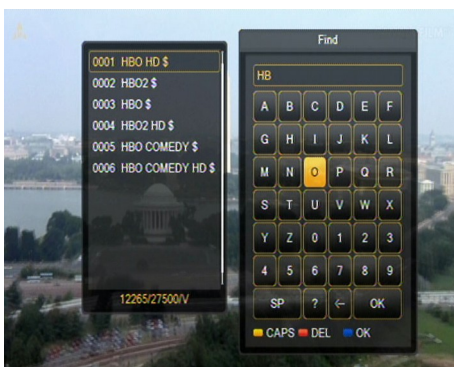 Find
0001 HBO HD $
0002 HBO2 $
0003 HBO $
0004 HBO2 HD $
0005 HBO COMEDY $
0006 HBO COMEDY HD $
12265/27500/V
HB
A B C D E F
G H I J K L
M N O P Q R
S T U V W X
Y Z 0 1 2 3
4 5 6 7 8 9
SP ? ← OK
CAPS DEL OK